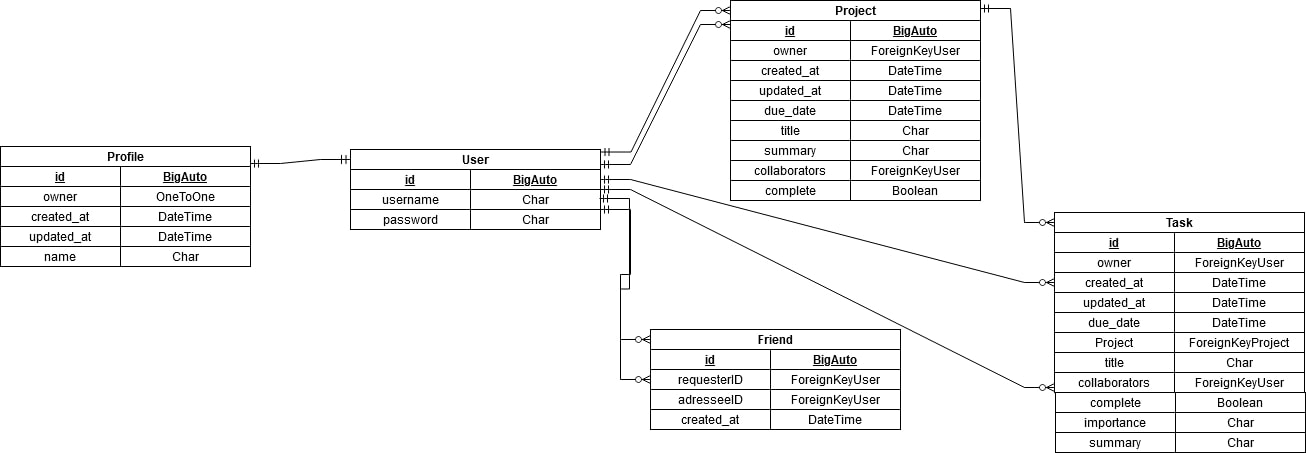 Project
id BigAuto
owner ForeignKeyUser
created_at DateTime
updated_at DateTime
due_date DateTime
title Char
summary Char
collaborators ForeignKeyUser
complete Boolean
Profile
id BigAuto
owner OneToOne
created_at DateTime
updated_at DateTime
name Char
User
id BigAuto
username Char
password Char
Task
id BigAuto
owner ForeignKeyUser
created_at DateTime
updated_at DateTime
due_date DateTime
Project ForeignKeyProject
title Char
collaborators ForeignKeyUser
complete Boolean
importance Char
summary Char
Friend
id BigAuto
requesterID ForeignKeyUser
adresseeID ForeignKeyUser
created_at DateTime